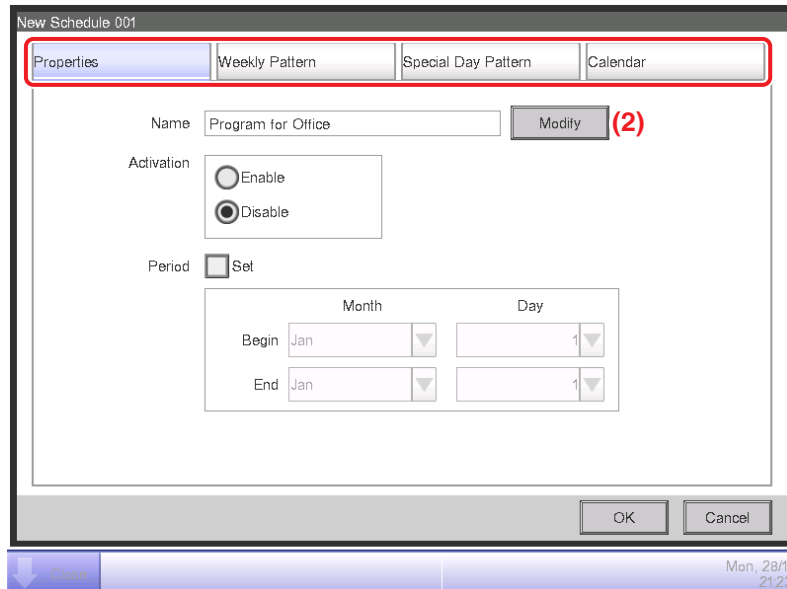 New Schedule 001
Properties Weekly Pattern Special Day Pattern Calendar
Name Program for Office Modify (2)
Activation
Enable
Disable
Period Set
Month Day
Begin Jan 1
End Jan 1
OK Cancel
Close
Mon, 28/1
21:23